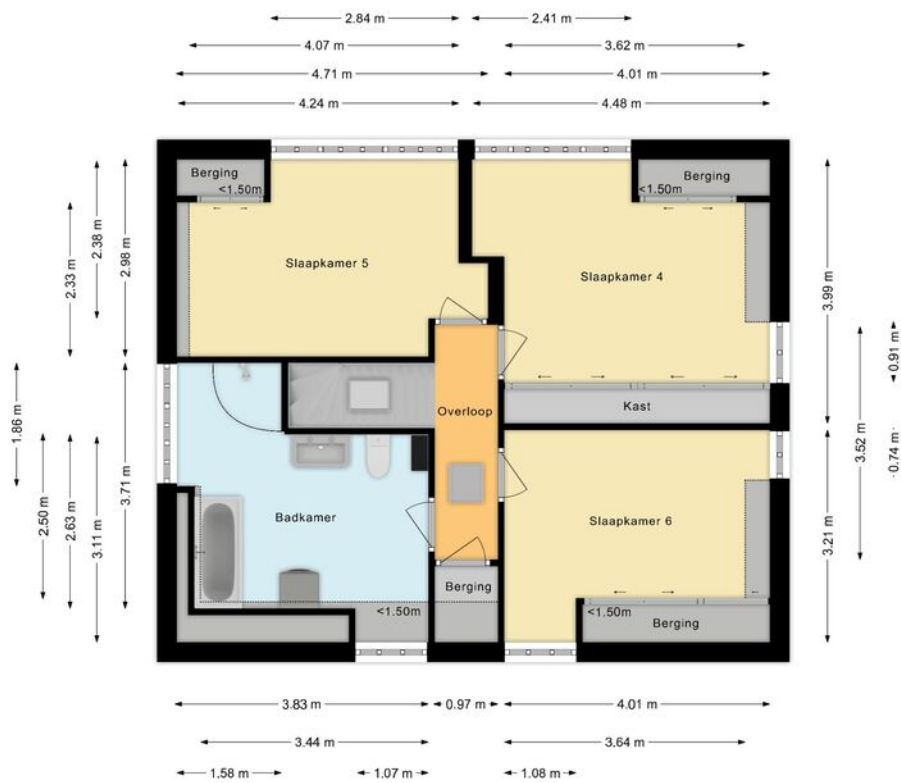 2.84 m
2.41 m
4.07 m
3.62 m
4.71 m
4.01 m
4.24 m
4.48 m
Berging
<1.50m
Berging
<1.50m
Slaapkamer 5
Slaapkamer 4
2.38 m
2.98 m
2.33 m
3.99 m
0.91 m
Kast
Overloop
1.86 m
3.52 m
0.74 m
3.71 m
2.50 m
2.63 m
3.11 m
Badkamer
Slaapkamer 6
3.21 m
Berging
<1.50m
<1.50m
Berging
3.83 m
0.97 m
4.01 m
3.44 m
3.64 m
1.58 m
1.07 m
1.08 m